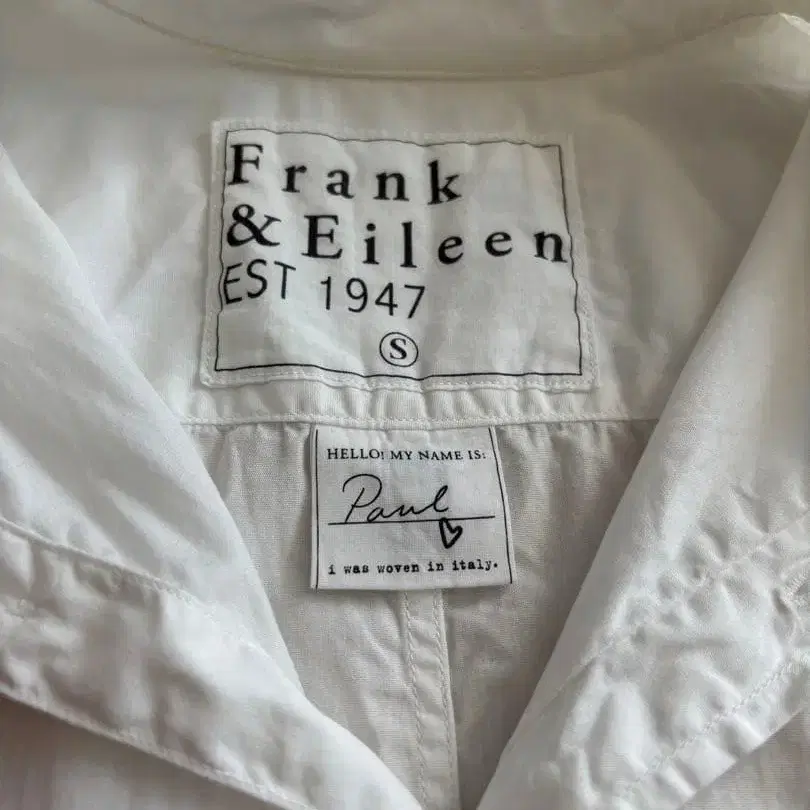 Frank
& Eileen
EST 1947
S
HELLO! MY NAME IS:
Paul
i was woven in italy.